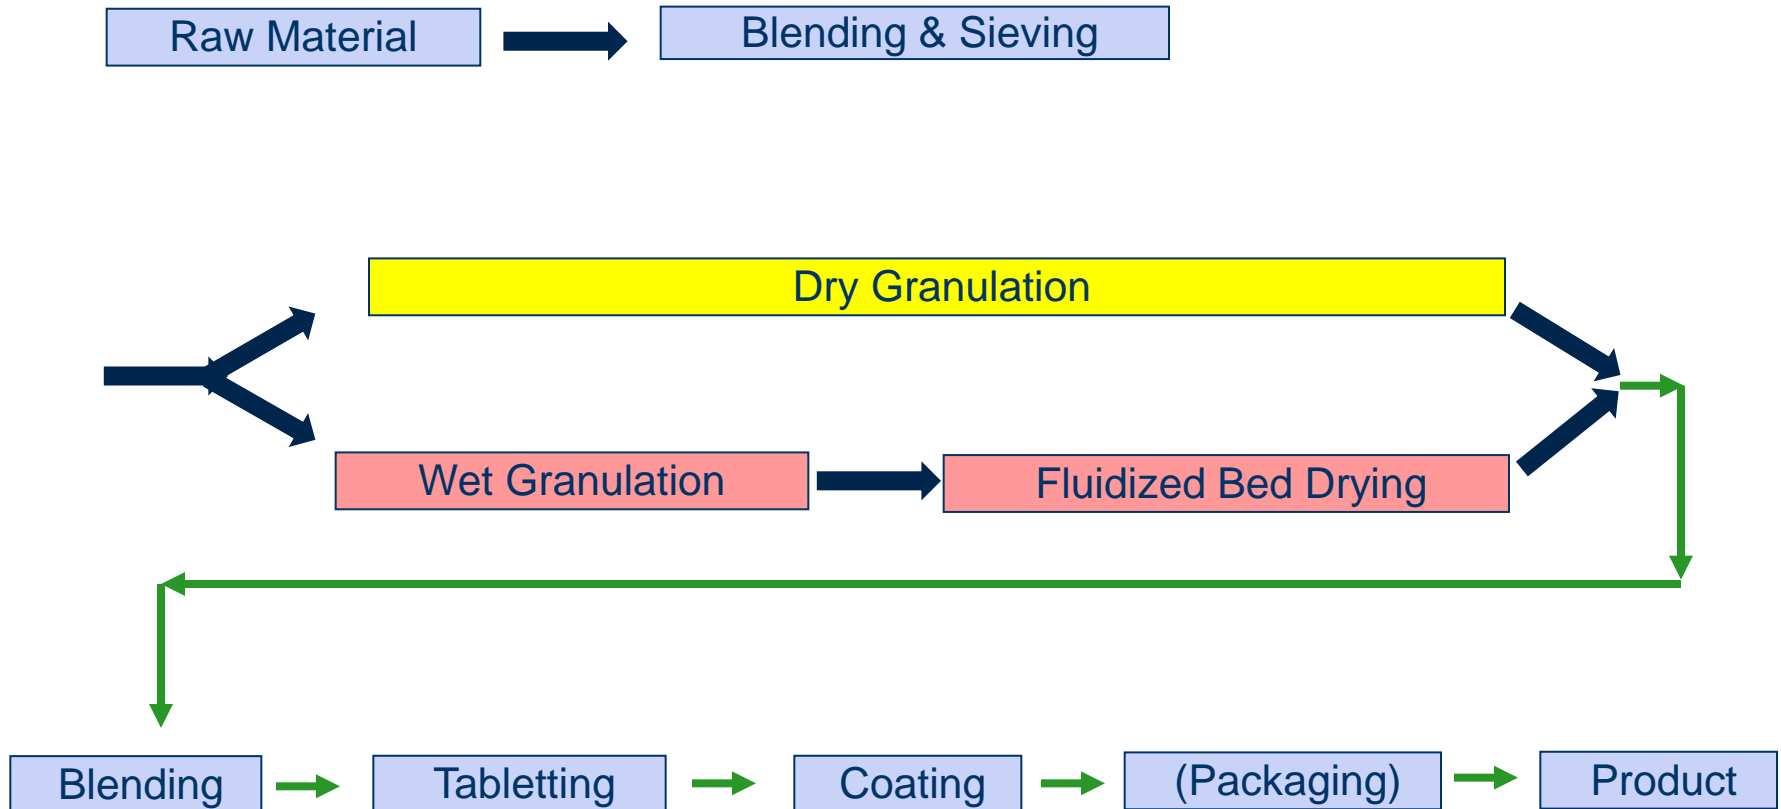 Raw Material
Blending & Sieving
Dry Granulation
Wet Granulation
Fluidized Bed Drying
Blending
Tabletting
Coating
(Packaging)
Product